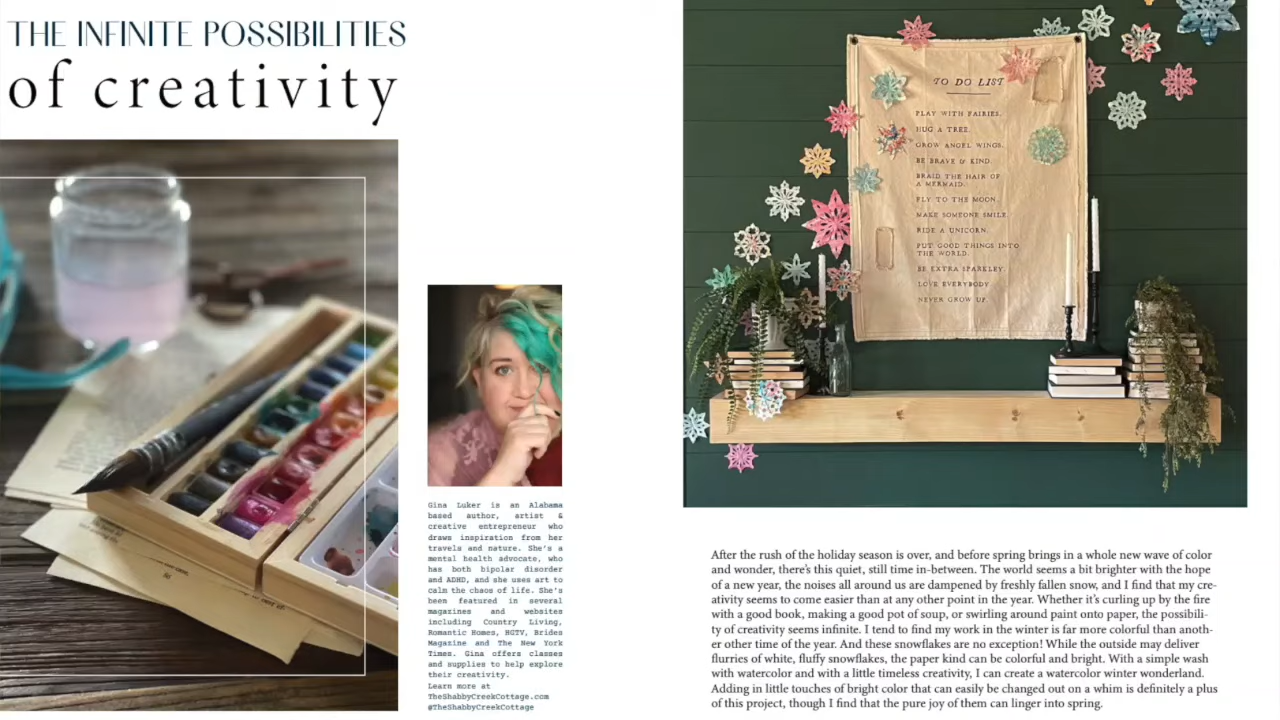 THE INFINITE POSSIBILITIES
of creativity
Gina Luker is an Alabama
based author, artist &
creative entrepreneur who
draws inspiration from her
travels and nature. She's a
mental health advocate, who
has both bipolar disorder
and ADHD, and she uses art to
calm the chaos of life. She's
been featured in several
magazines and websites
including Country Living,
Romantic Homes, HGTV, Brides
Magazine and The New York
Times. Gina offers classes
and supplies to help explore
their creativity.
Learn more at
TheShabbyCreekCottage.com
@TheShabbyCreekCottage
TO DO LIST
PLAY WITH FAIRIES.
HUG A TREE.
GROW ANGEL WINGS.
BE BRAVE & KIND.
BRAID THE HAIR OF
A MERMAID.
FLY TO THE MOON.
MAKE SOMEONE SMILE.
RIDE A UNICORN.
PUT GOOD THINGS INTO
THE WORLD.
BE EXTRA SPARKLEY.
LOVE EVERYBODY.
NEVER GROW UP.
After the rush of the holiday season is over, and before spring brings in a whole new wave of color
and wonder, there's this quiet, still time in-between. The world seems a bit brighter with the hope
of a new year, the noises all around us are dampened by freshly fallen snow, and I find that my cre-
ativity seems to come easier than at any other point in the year. Whether it's curling up by the fire
with a good book, making a good pot of soup, or swirling around paint onto paper, the possibili-
ty of creativity seems infinite. I tend to find my work in the winter is far more colorful than anoth-
er other time of the year. And these snowflakes are no exception! While the outside may deliver
flurries of white, fluffy snowflakes, the paper kind can be colorful and bright. With a simple wash
with watercolor and with a little timeless creativity, I can create a watercolor winter wonderland.
Adding in little touches of bright color that can easily be changed out on a whim is definitely a plus
of this project, though I find that the pure joy of them can linger into spring.